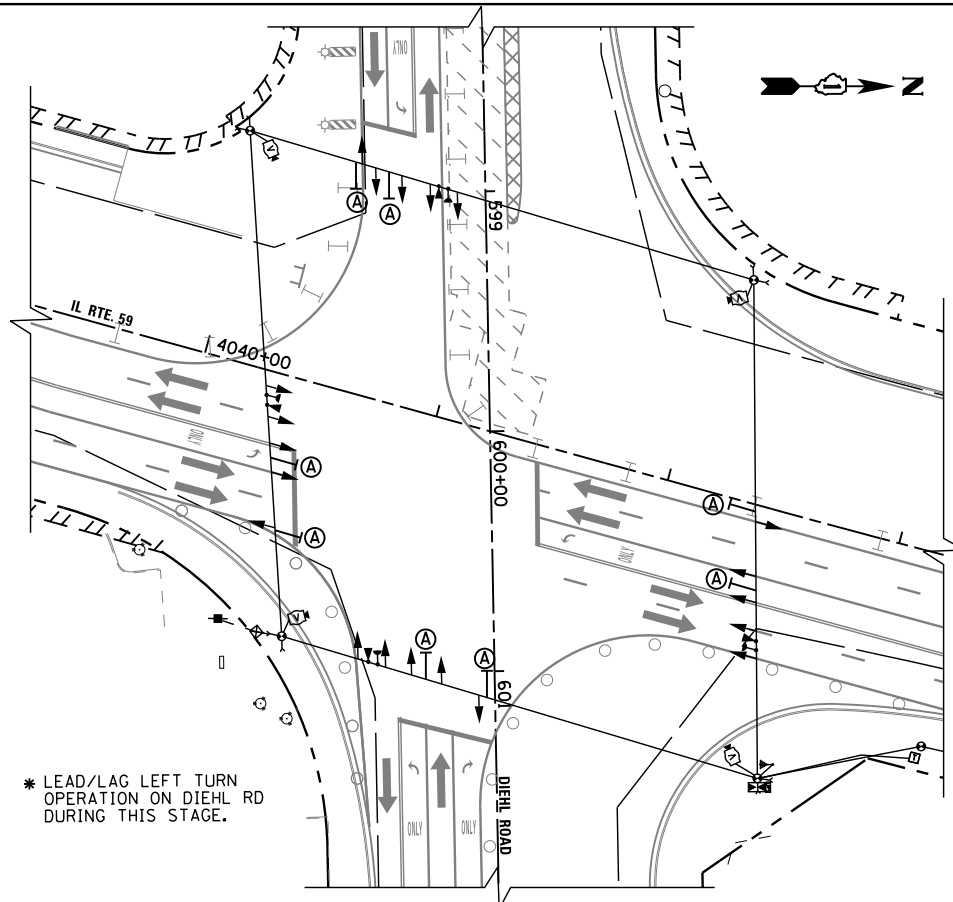 ONLY
N
1
V
A
A
599
V
IL RTE. 59
4040+00
ONLY
A
A
600+00
A
ONLY
A
V
A
A
601
V
* LEAD/LAG LEFT TURN
OPERATION ON DIEHL RD
DURING THIS STAGE.
ONLY
ONLY
DIEHL ROAD